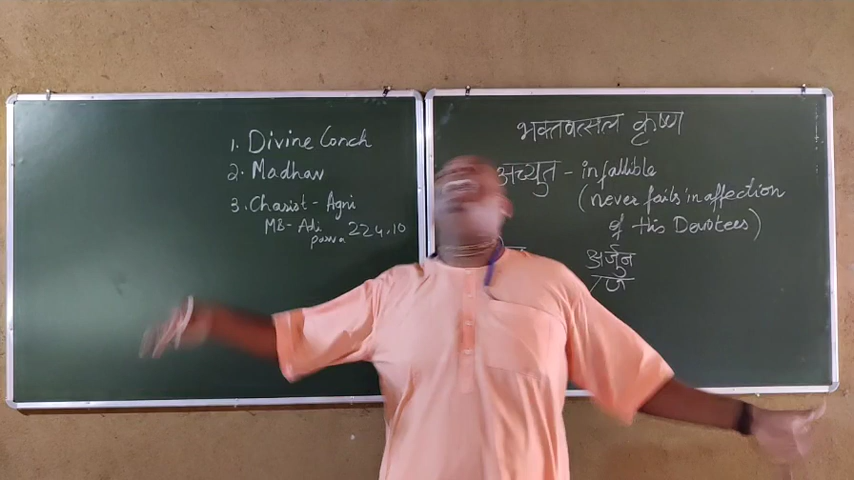 1. Divine Conch
2. Madhav
3. Chariot - Agni
MB- Adi
parva 224.10
भक्तवत्सल कृष्ण
अच्युत - infallible
(never fails in affection
of His Devotees)
अर्जुन